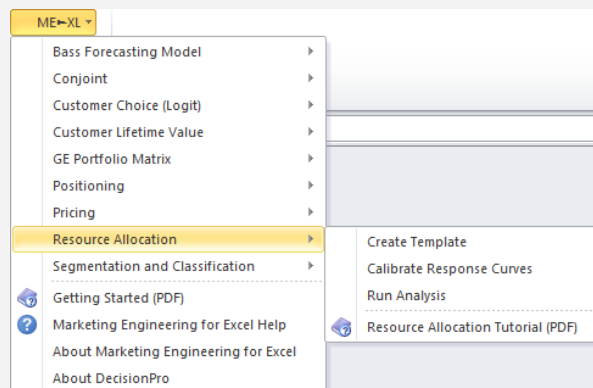 ME►XL
Bass Forecasting Model
Conjoint
Customer Choice (Logit)
Customer Lifetime Value
GE Portfolio Matrix
Positioning
Pricing
Resource Allocation
Segmentation and Classification
Getting Started (PDF)
Marketing Engineering for Excel Help
About Marketing Engineering for Excel
About DecisionPro
Create Template
Calibrate Response Curves
Run Analysis
Resource Allocation Tutorial (PDF)